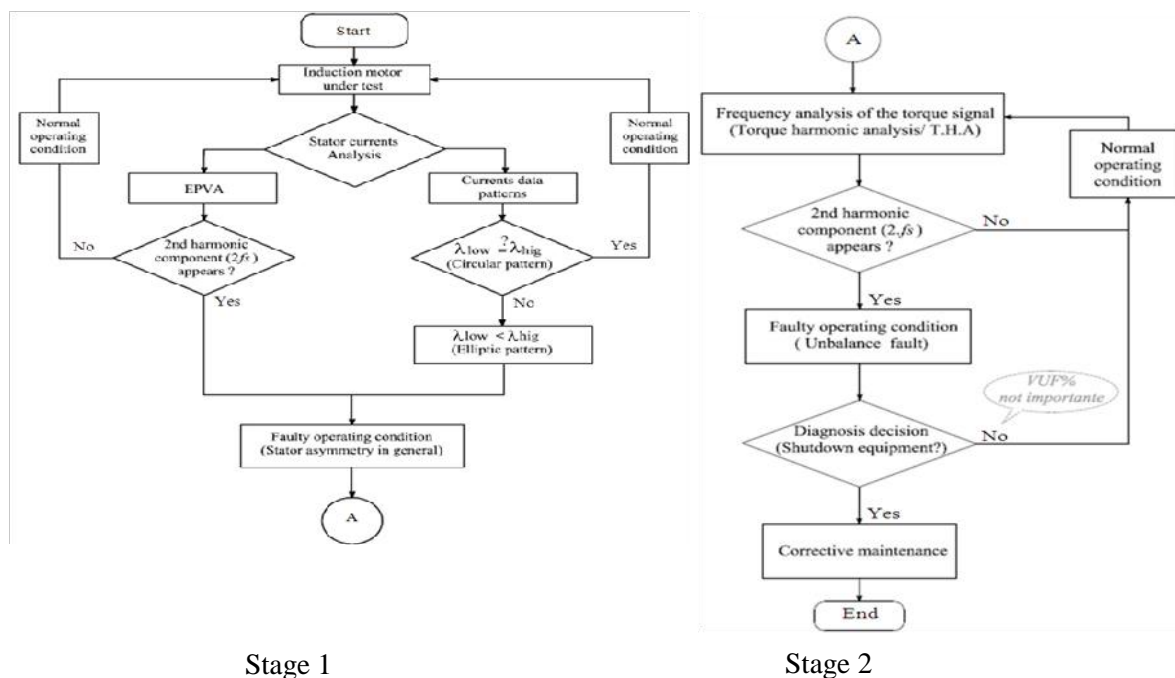 Start
Induction motor
under test
Normal
operating
condition
Normal
operating
condition
Stator currents
Analysis
EPVA
Currents data
patterns
No
2nd harmonic
component (2fs)
appears ?
Yes
λlow ?= λhig
(Circular pattern)
Yes
No
λlow < λhig
(Elliptic pattern)
Faulty operating condition
(Stator asymmetry in general)
A
Stage 1
A
Frequency analysis of the torque signal
(Torque harmonic analysis/ T.H.A)
Normal
operating
condition
2nd harmonic
component (2.fs)
appears ?
No
Yes
Faulty operating condition
( Unbalance fault)
VUF%
not importante
Diagnosis decision
(Shutdown equipment?)
No
Yes
Corrective maintenance
End
Stage 2